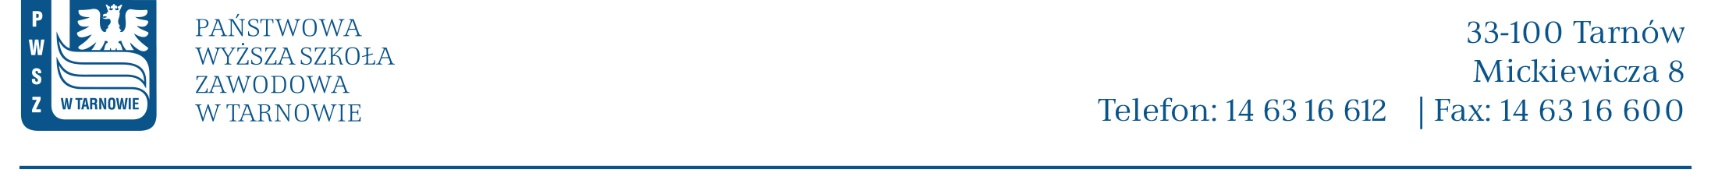 P
W
S
Z
W TARNOWIE
PAŃSTWOWA
WYŻSZA SZKOŁA
ZAWODOWA
W TARNOWIE
33-100 Tarnów
Mickiewicza 8
Telefon: 14 63 16 612 | Fax: 14 63 16 600